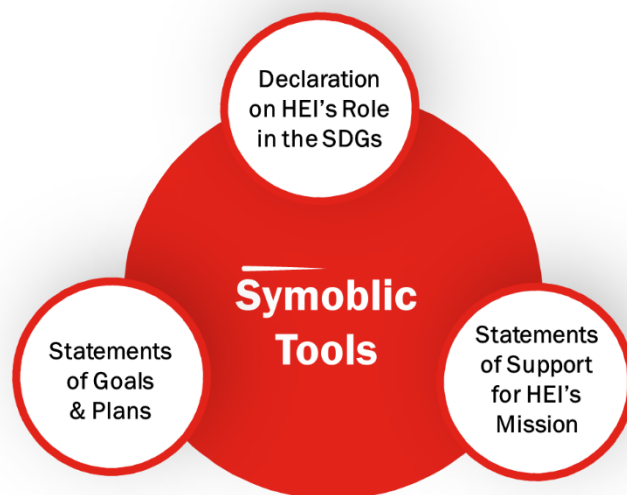 Declaration
on HEI's Role
in the SDGs
Symoblic
Tools
Statements
of Goals
& Plans
Statements
of Support
for HEI's
Mission